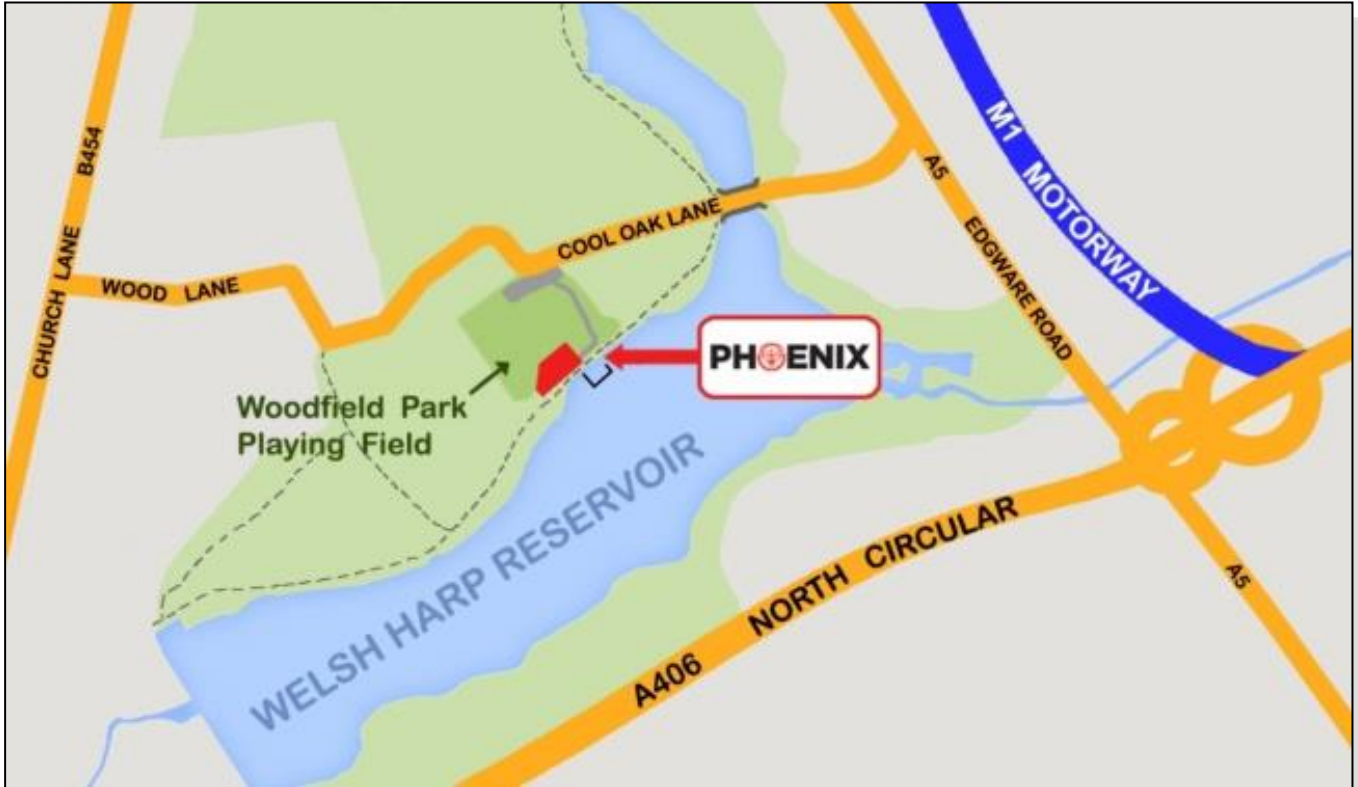 B454
CHURCH LANE
WOOD LANE
COOL OAK LANE
A5
EDGWARE ROAD
M1 MOTORWAY
PHOENIX
Woodfield Park
Playing Field
WELSH HARP RESERVOIR
A406 NORTH CIRCULAR
A5